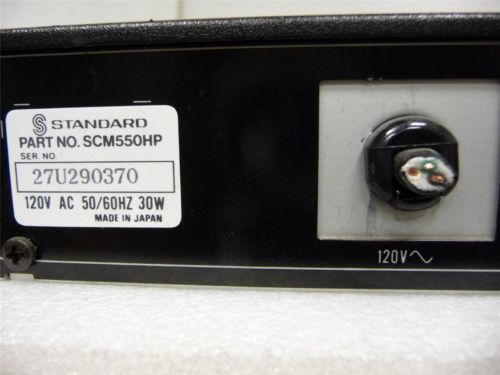 STANDARD
PART NO. SCM550HP
SER NO.
27U290370
120V AC 50/60HZ 30W
MADE IN JAPAN
120V∿